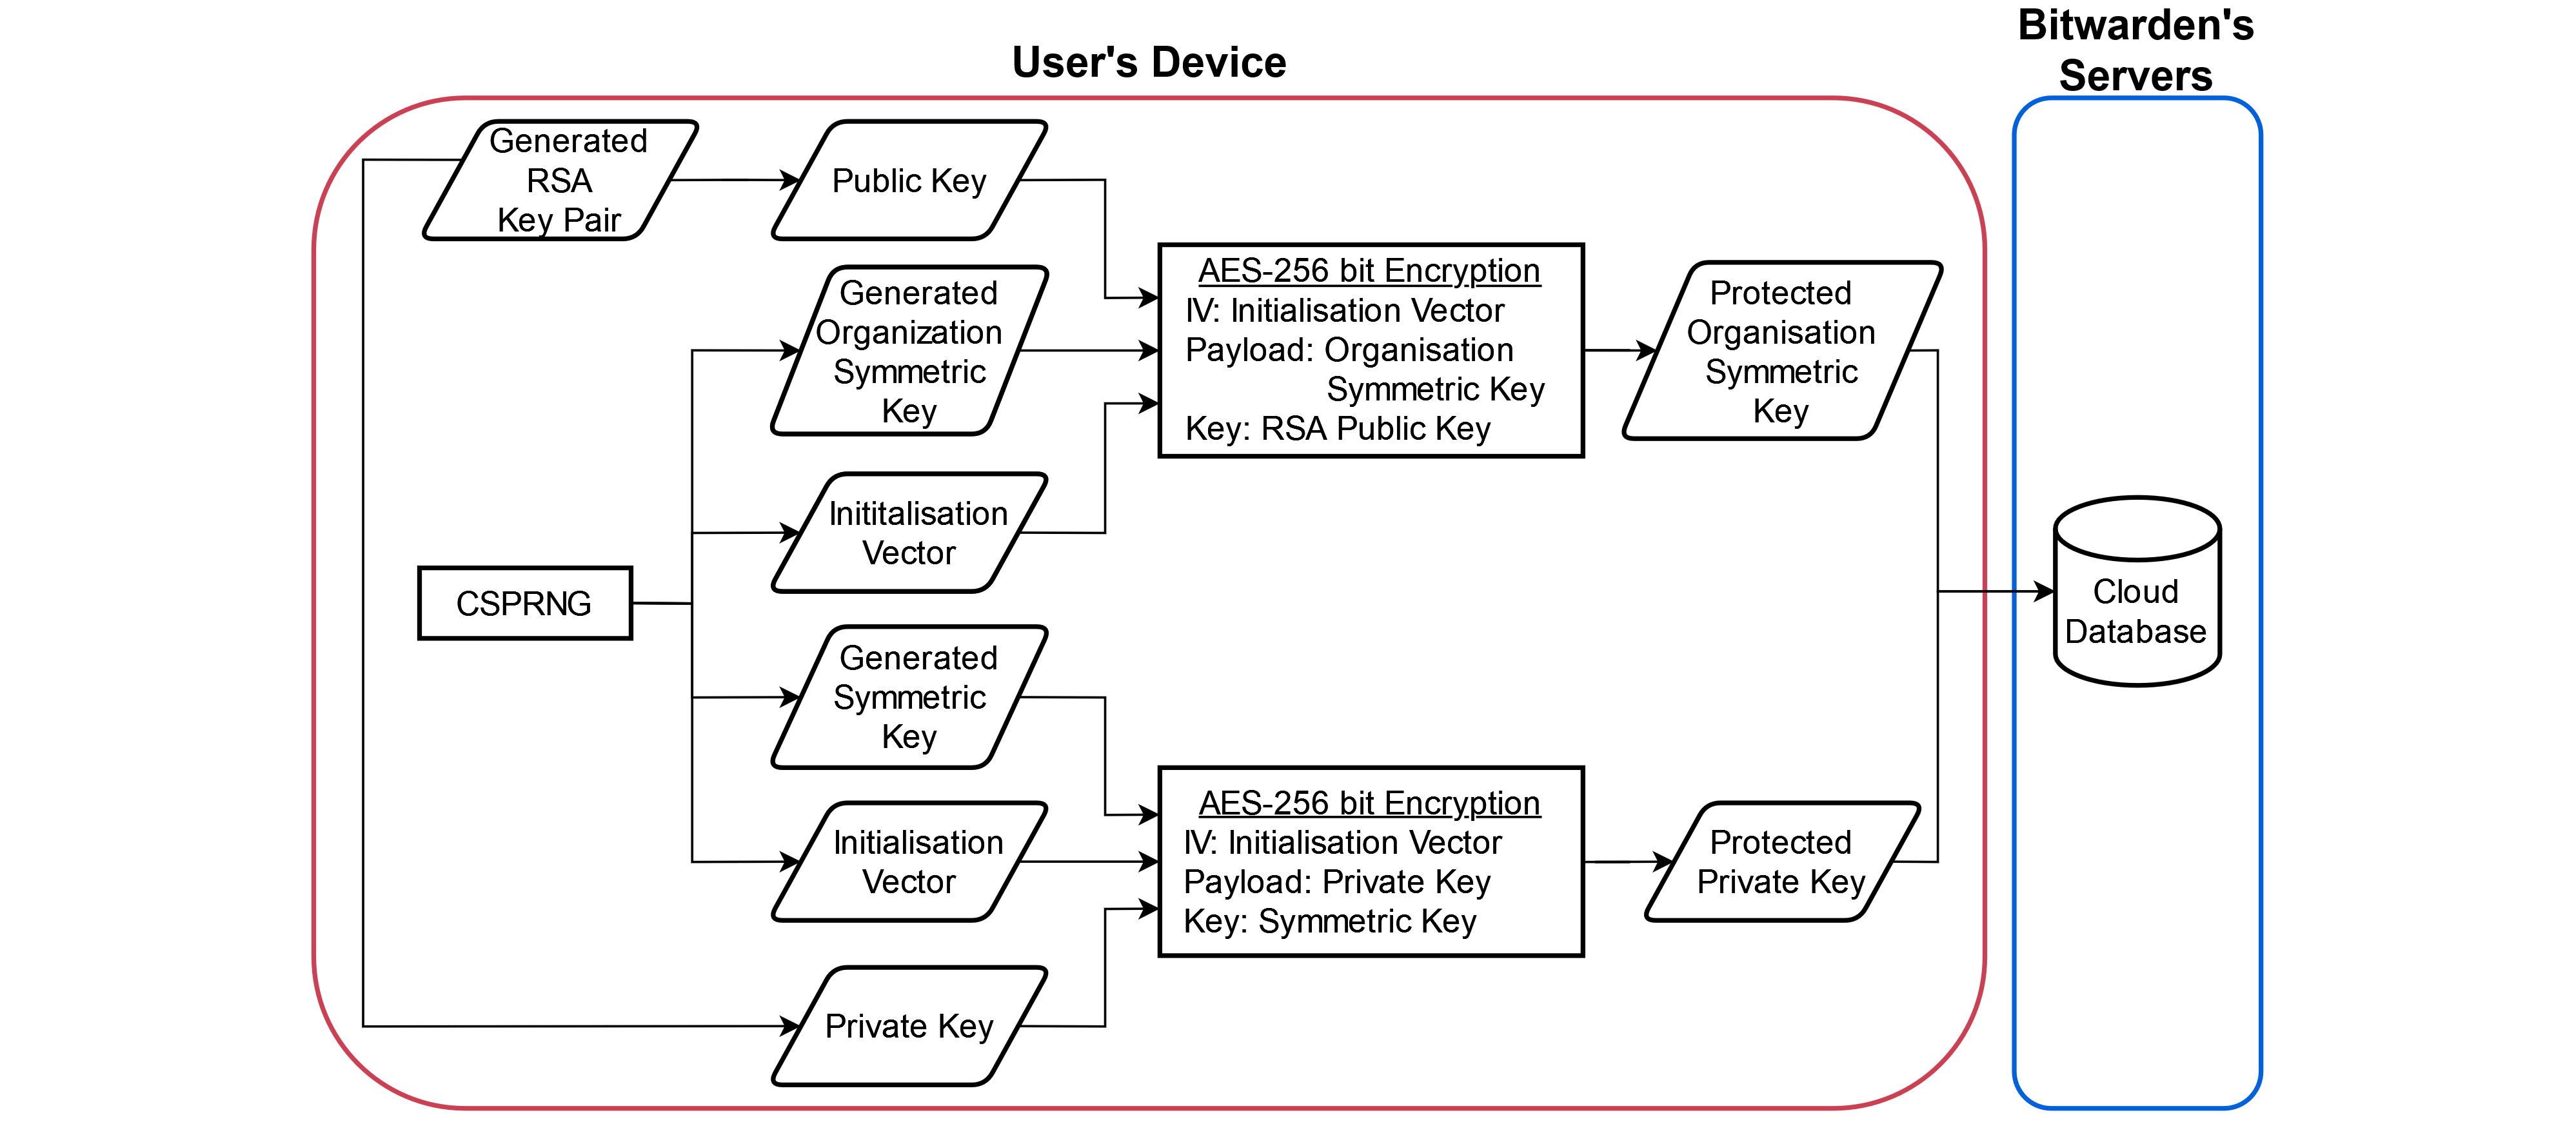 User's Device
Bitwarden's
Servers
Generated
RSA
Key Pair
Public Key
Generated
Organization
Symmetric
Key
Inititalisation
Vector
CSPRNG
Generated
Symmetric
Key
Initialisation
Vector
Private Key
AES-256 bit Encryption
IV: Initialisation Vector
Payload: Organisation
Symmetric Key
Key: RSA Public Key
AES-256 bit Encryption
IV: Initialisation Vector
Payload: Private Key
Key: Symmetric Key
Protected
Organisation
Symmetric
Key
Protected
Private Key
Cloud
Database